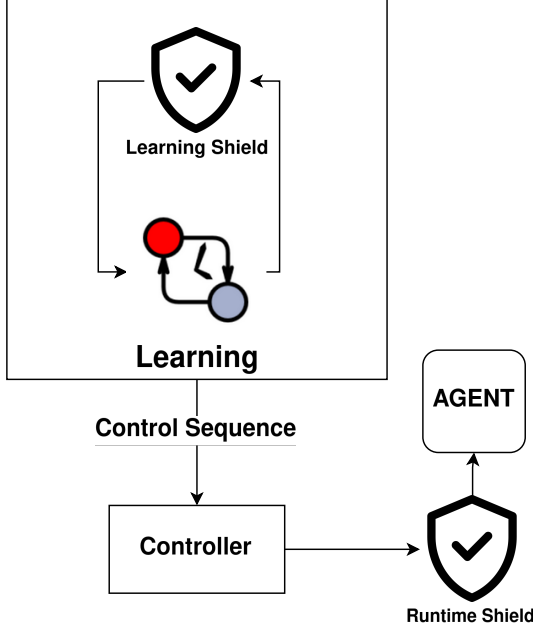 Learning Shield
Learning
Control Sequence
AGENT
Controller
Runtime Shield